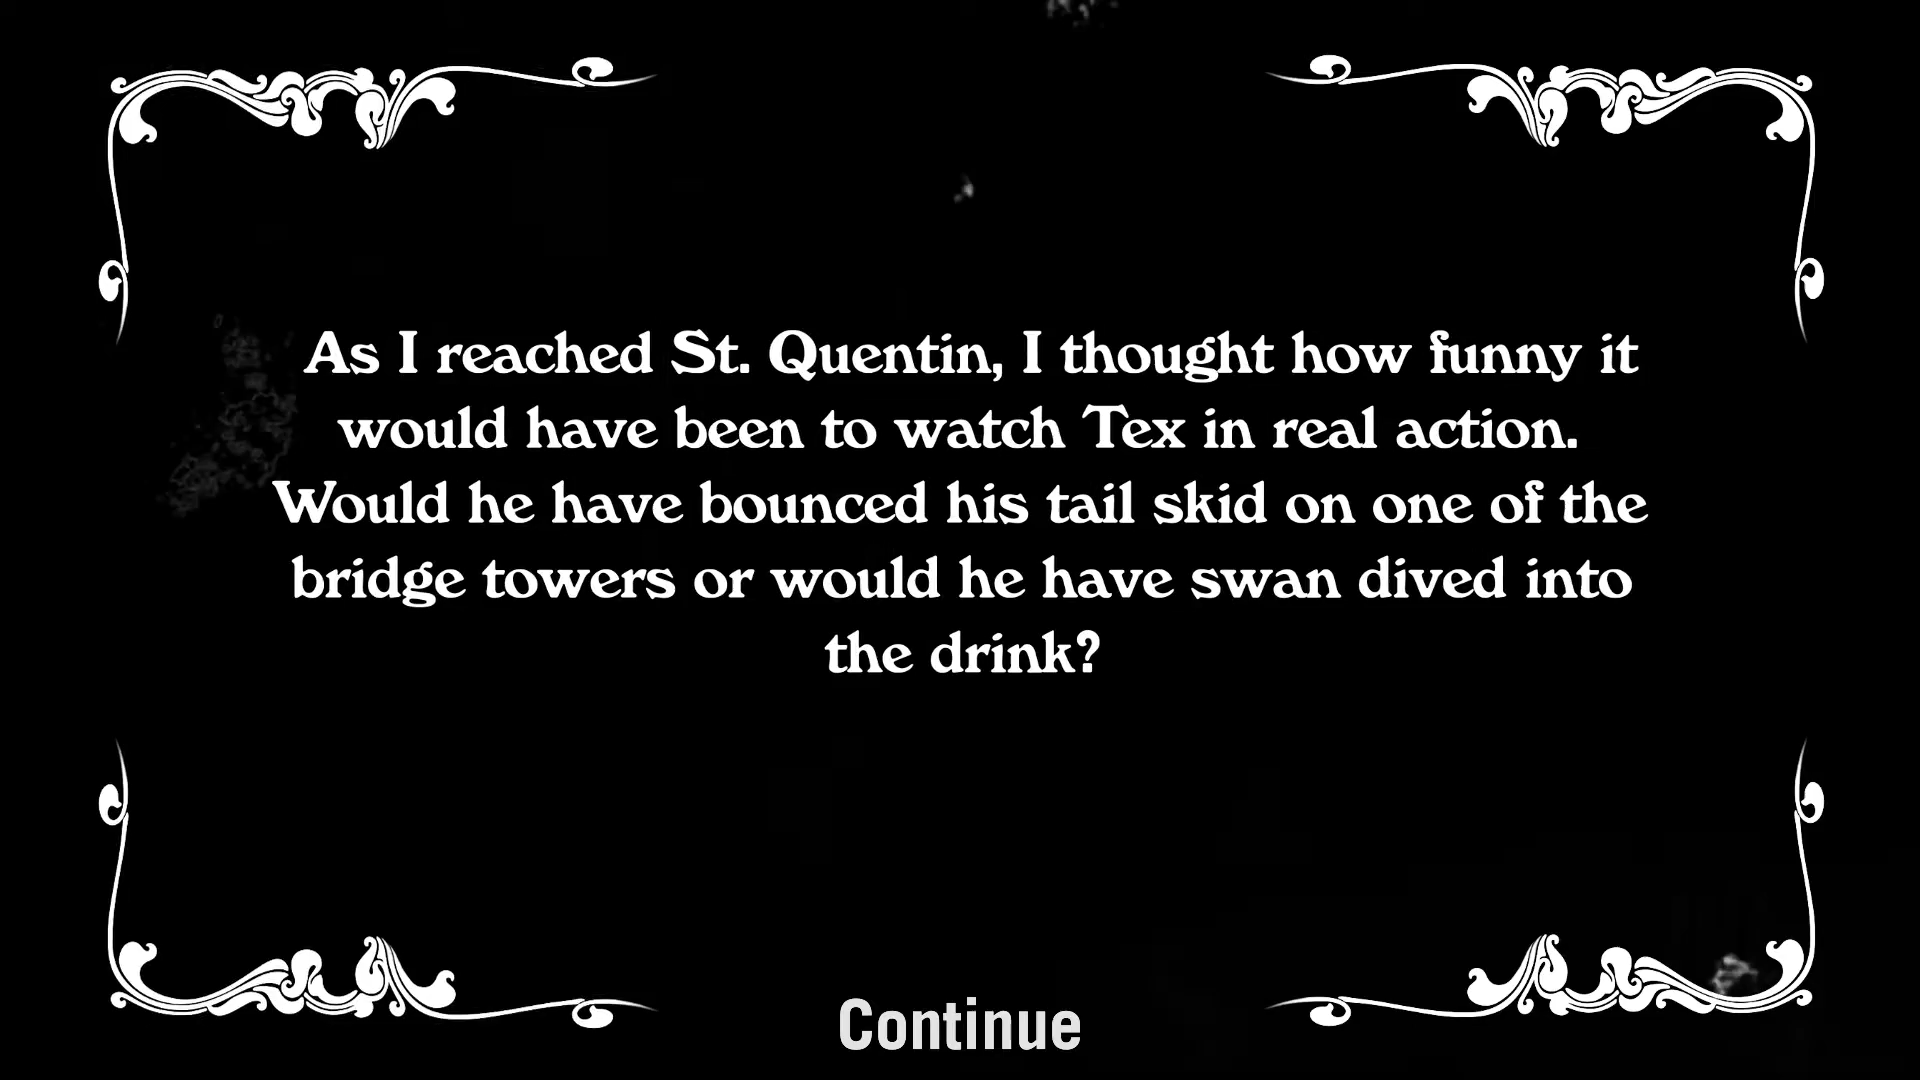 As I reached St. Quentin, I thought how funny it
would have been to watch Tex in real action.
Would he have bounced his tail skid on one of the
bridge towers or would he have swan dived into
the drink?
Continue